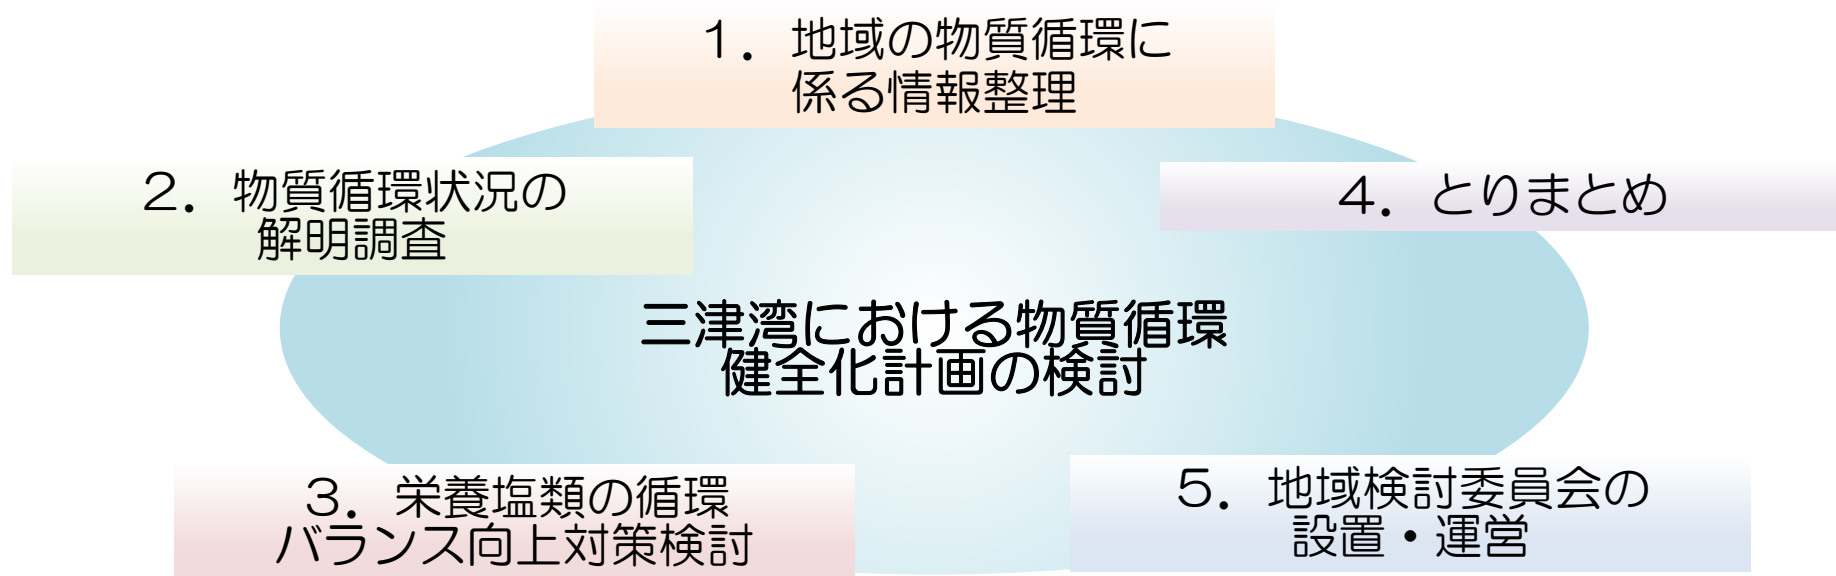 １．地域の物質循環に
係る情報整理
２．物質循環状況の
解明調査
４．とりまとめ
三津湾における物質循環
健全化計画の検討
３．栄養塩類の循環
バランス向上対策検討
５．地域検討委員会の
設置・運営